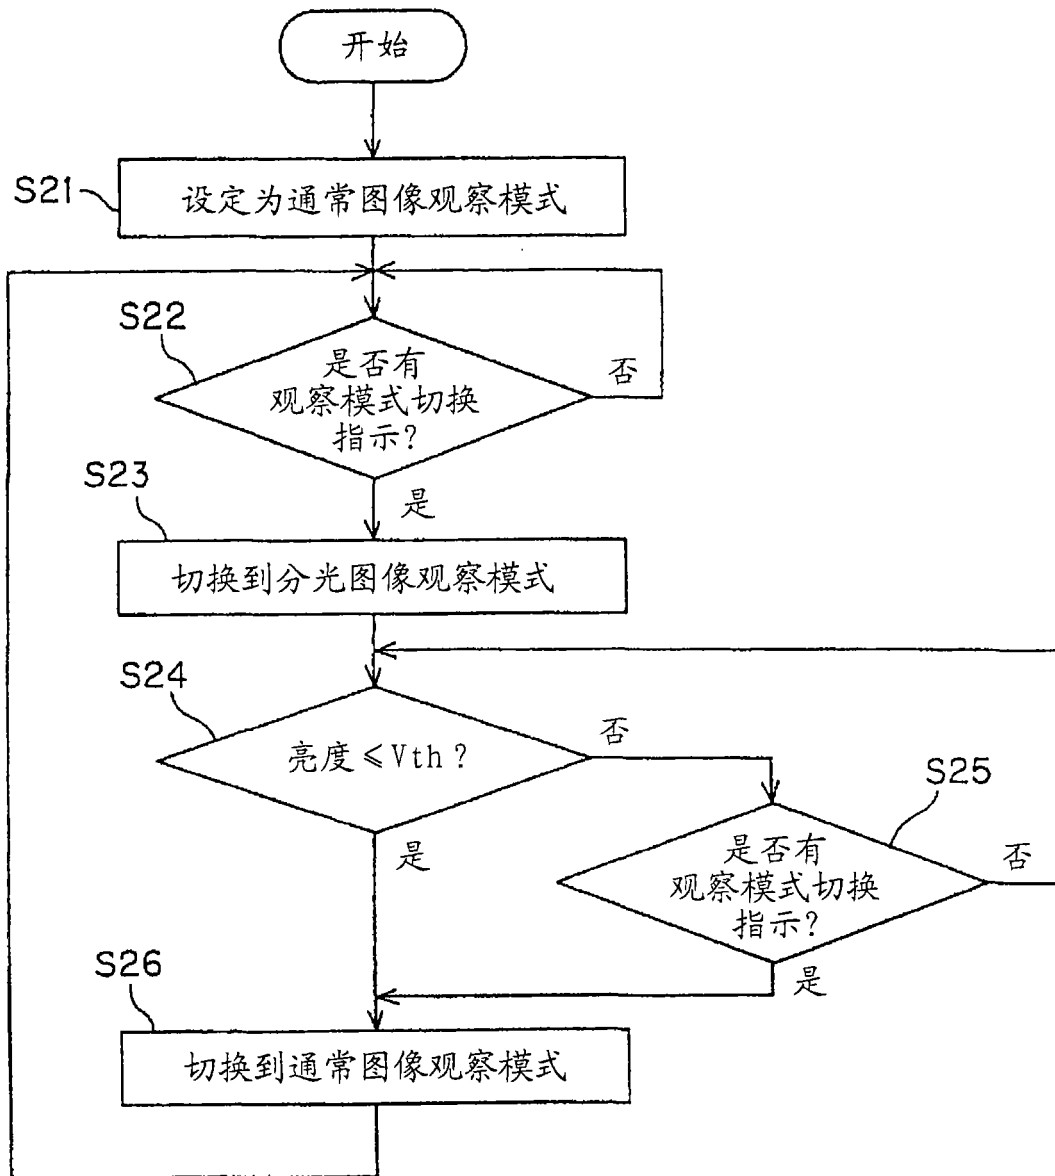 开始
S21
设定为通常图像观察模式
S22
是否有
观察模式切换
指示?
否
S23
是
切换到分光图像观察模式
S24
亮度≤Vth?
否
S25
是
是否有
观察模式切换
指示?
否
S26
是
切换到通常图像观察模式